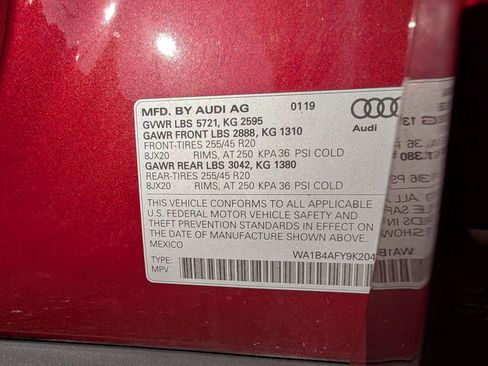 MFD. BY AUDI AG 0119
GVWR LBS 5721, KG 2595
GAWR FRONT LBS 2888, KG 1310
FRONT-TIRES 255/45 R20
8JX20 RIMS, AT 250 KPA 36 PSI COLD
GAWR REAR LBS 3042, KG 1380
REAR-TIRES 255/45 R20
8JX20 RIMS, AT 250 KPA 36 PSI COLD
Audi
THIS VEHICLE CONFORMS TO ALL APPLICABLE
U.S. FEDERAL MOTOR VEHICLE SAFETY AND
THEFT PREVENTION STANDARDS IN EFFECT ON
THE DATE OF MANUFACTURE SHOWN ABOVE.
MEXICO
WA1B4AFY9K204
TYPE:
MPV